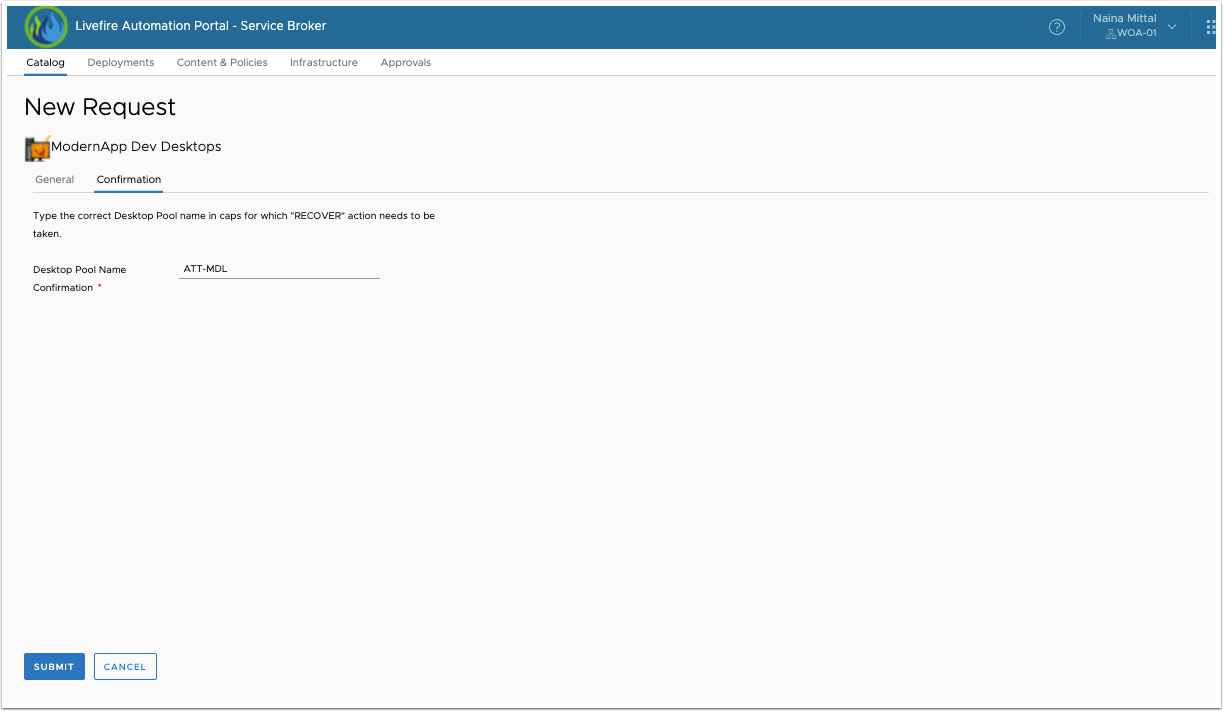 Livefire Automation Portal - Service Broker
Naina Mittal
WOA-01
Catalog Deployments Content & Policies Infrastructure Approvals
New Request
ModernApp Dev Desktops
General Confirmation
Type the correct Desktop Pool name in caps for which "RECOVER" action needs to be
taken.
Desktop Pool Name
Confirmation *
ATT-MDL
SUBMIT CANCEL